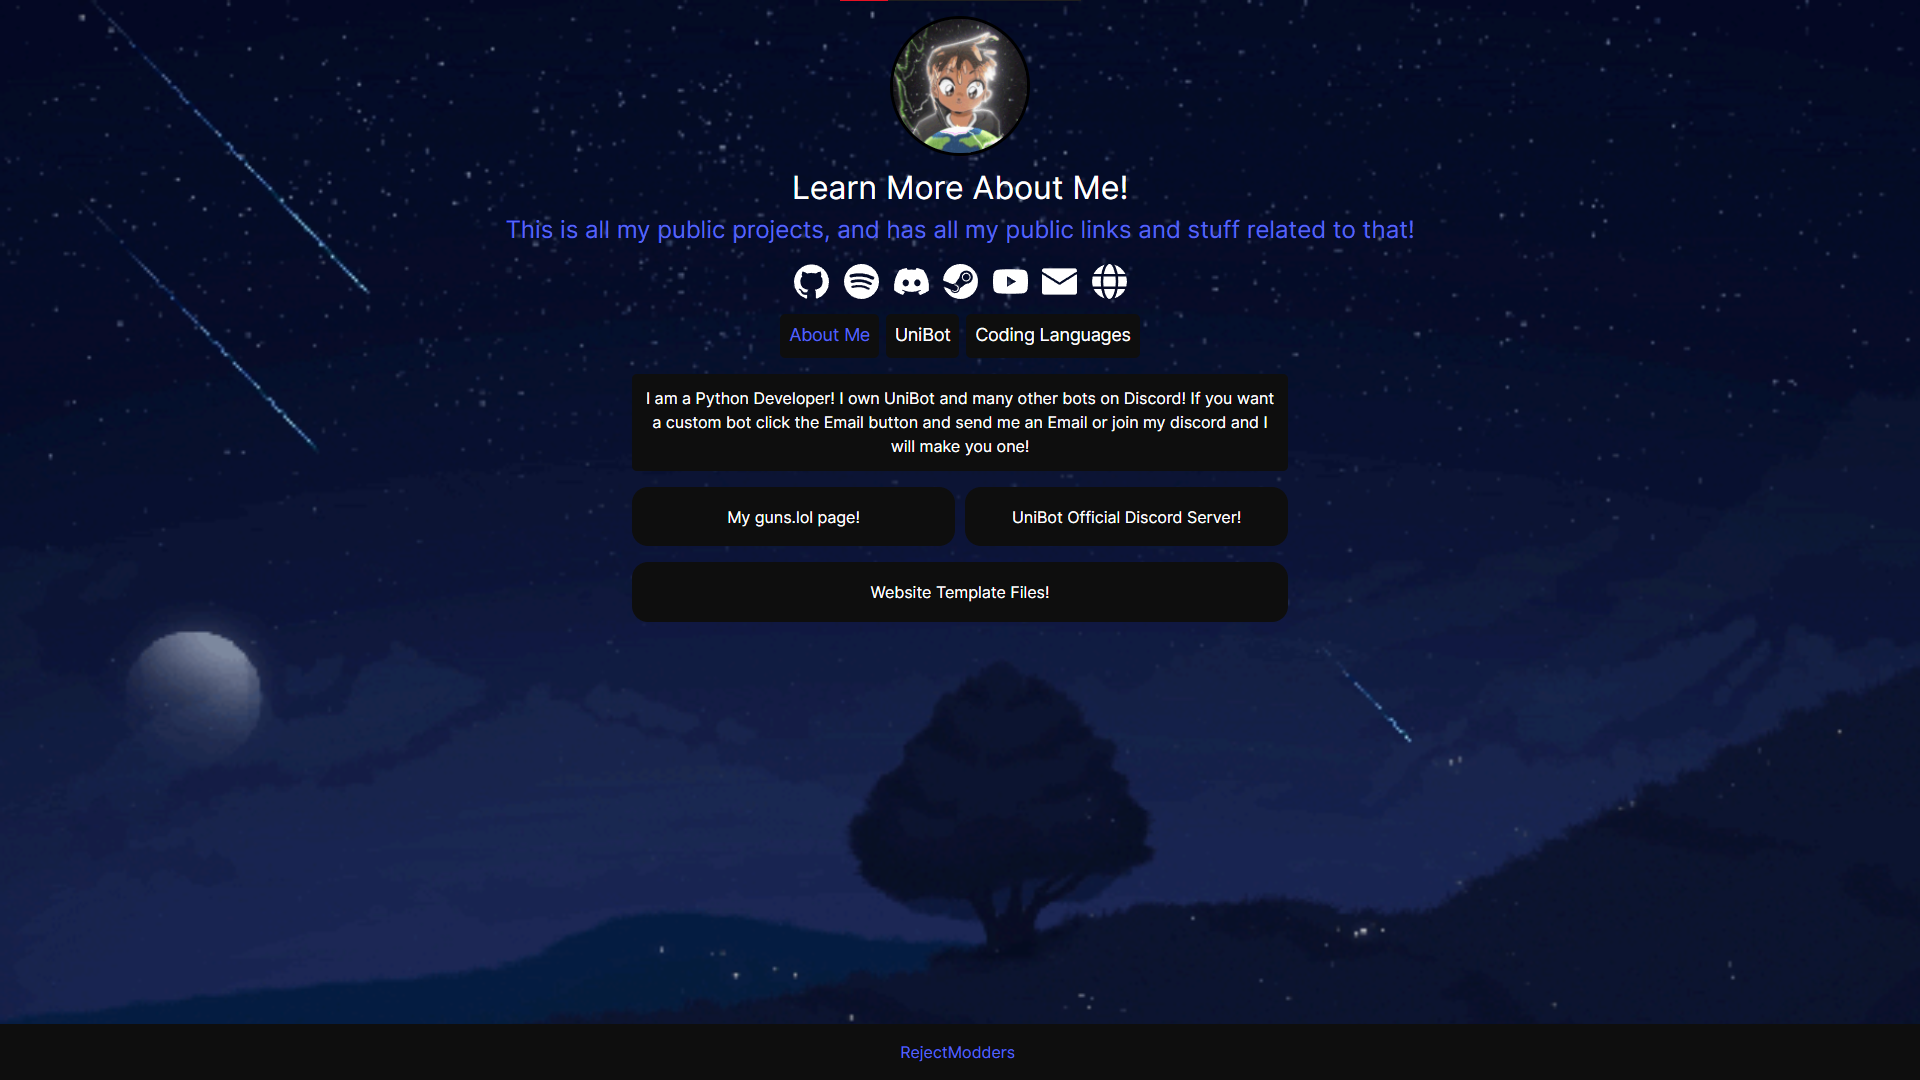 Learn More About Me!
This is all my public projects, and has all my public links and stuff related to that!
About Me UniBot Coding Languages
I am a Python Developer! I own UniBot and many other bots on Discord! If you want
a custom bot click the Email button and send me an Email or join my discord and I
will make you one!
My guns.lol page! UniBot Official Discord Server!
Website Template Files!
RejectModders